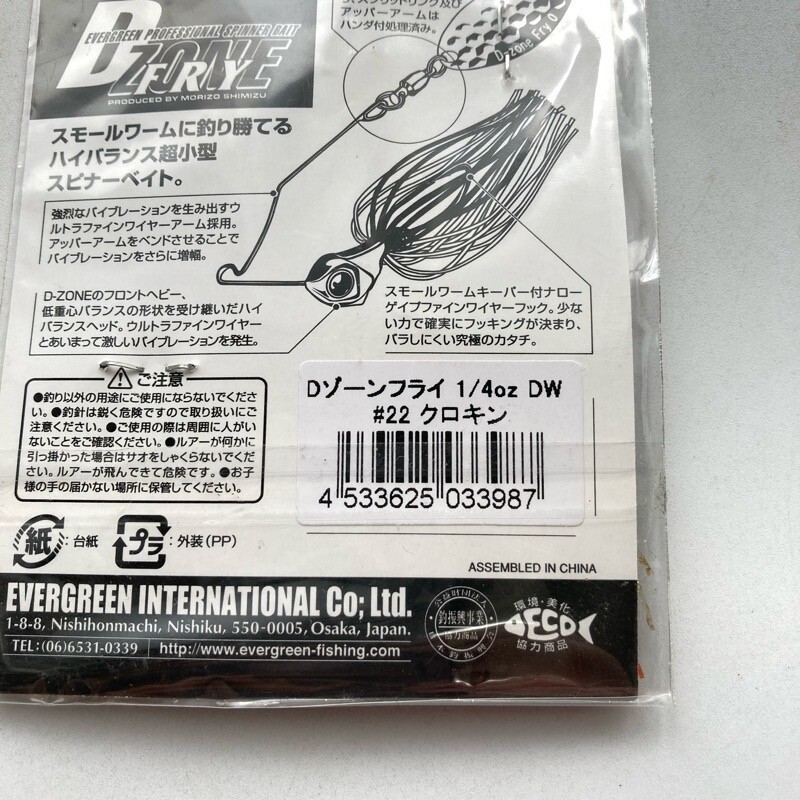 EVERGREEN PROFESSIONAL SPINNER BAIT
D-ZONE
FRY
PRODUCED BY MORIZO SHIMIZU
アッパーアームは
ハンダ付処理済み。
D-zone Fry 0
スモールワームに釣り勝てる
ハイバランス超小型
スピナーベイト。
強烈なバイブレーションを生み出すウ
ルトラファインワイヤーアーム採用。
アッパーアームをベンドさせることで
バイブレーションをさらに増幅。
D-ZONEのフロントヘビー、
低重心バランスの形状を受け継いだハイ
バランスヘッド。ウルトラファインワイヤー
とあいまって激しいバイブレーションを発生。
スモールワームキーパー付ナロー
ゲイプファインワイヤーフック。少な
い力で確実にフッキングが決まり、
バラしにくい究極のカタチ。
ご注意
●釣り以外の用途にご使用にならないでくださ
い。●釣針は鋭く危険ですので取り扱いにご
注意ください。●ご使用の際は周囲に人がい
ないことをご確認ください。●ルアーが何かに
引っ掛かった場合はサオをしゃくらないでくだ
さい。ルアーが飛んできて危険です。●お子
様の手の届かない場所に保管してください。
Dゾーンフライ 1/4oz DW
#22 クロキン
4 533625 033987
紙 :台紙
プラ :外装(PP)
ASSEMBLED IN CHINA
EVERGREEN INTERNATIONAL Co; Ltd.
1-8-8, Nishihonmachi, Nishiku, 550-0005, Osaka, Japan.
TEL:(06)6531-0339 http://www.evergreen-fishing.com
公益財団法人
釣振興事業
協力商品
日本釣振興会
環境・美化
ECO
協力商品